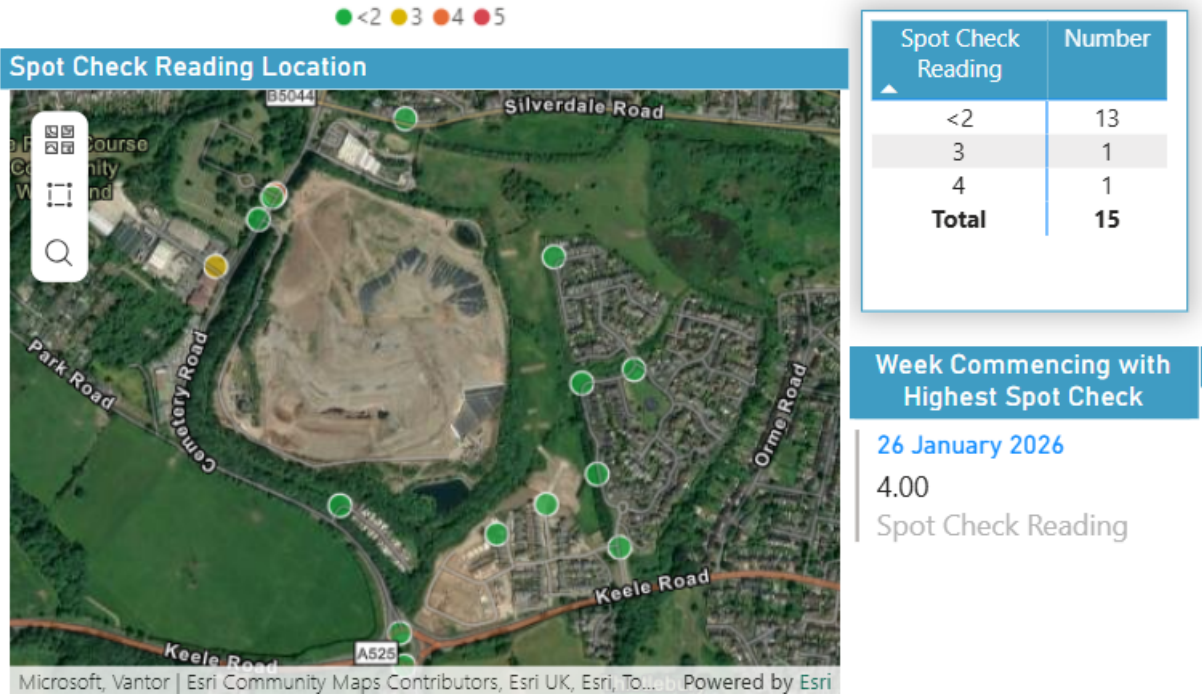 <2 3 4 5
Spot Check Reading Location
B5044
Silverdale Road
Course
Park Road
Cemetery Road
Orme Road
Keele Road
Keele Road
A525
Microsoft, Vantor | Esri Community Maps Contributors, Esri UK, Esri, To... Powered by Esri
Spot Check Reading Number
<2 13
3 1
4 1
Total 15
Week Commencing with
Highest Spot Check
26 January 2026
4.00
Spot Check Reading